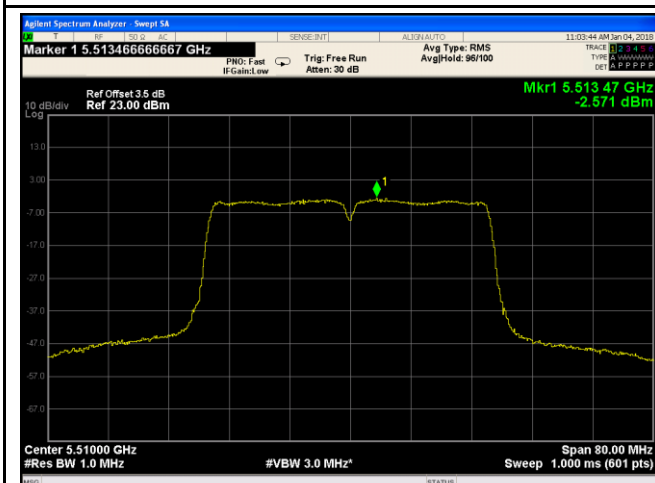 Agilent Spectrum Analyzer - Swept SA
T RF 50 Ω AC SENSE:INT ALIGN AUTO 11:03:44 AM Jan 04, 2018
Marker 1 5.513466666667 GHz
PNO: Fast
IFGain:Low
Trig: Free Run
Atten: 30 dB
Avg Type: RMS
Avg|Hold: 96/100
TRACE 1 2 3 4 5 6
TYPE A WWWWW
DET A P P P P P
Mkr1 5.513 47 GHz
-2.571 dBm
Ref Offset 3.5 dB
10 dB/div Ref 23.00 dBm
Log
13.0
1
3.00
-7.00
-17.0
-27.0
-37.0
-47.0
-57.0
-67.0
Center 5.51000 GHz Span 80.00 MHz
#Res BW 1.0 MHz #VBW 3.0 MHz* Sweep 1.000 ms (601 pts)
MSG STATUS